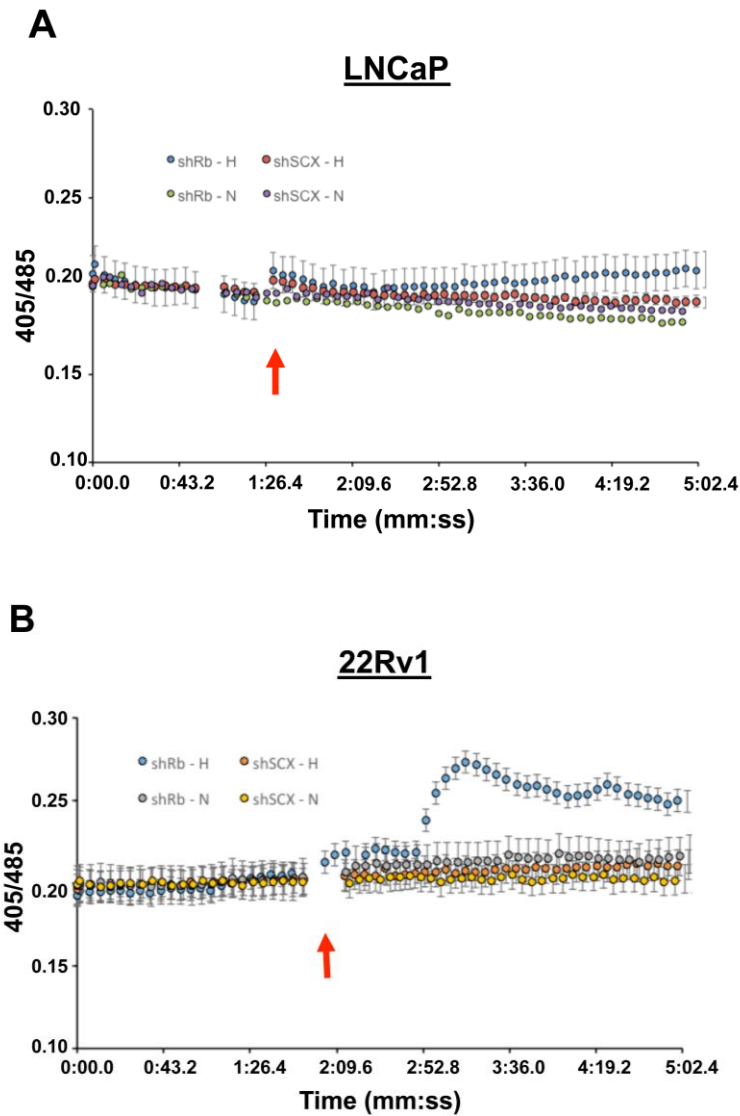 A
LNCaP
0.30
shRb - H shSCX - H
shRb - N shSCX - N
0.25
0.20
0.15
0.10
405/485
0:00.0 0:43.2 1:26.4 2:09.6 2:52.8 3:36.0 4:19.2 5:02.4
Time (mm:ss)
B
22Rv1
0.30
shRb - H shSCX - H
shRb - N shSCX - N
0.25
0.20
0.15
0.10
405/485
0:00.0 0:43.2 1:26.4 2:09.6 2:52.8 3:36.0 4:19.2 5:02.4
Time (mm:ss)